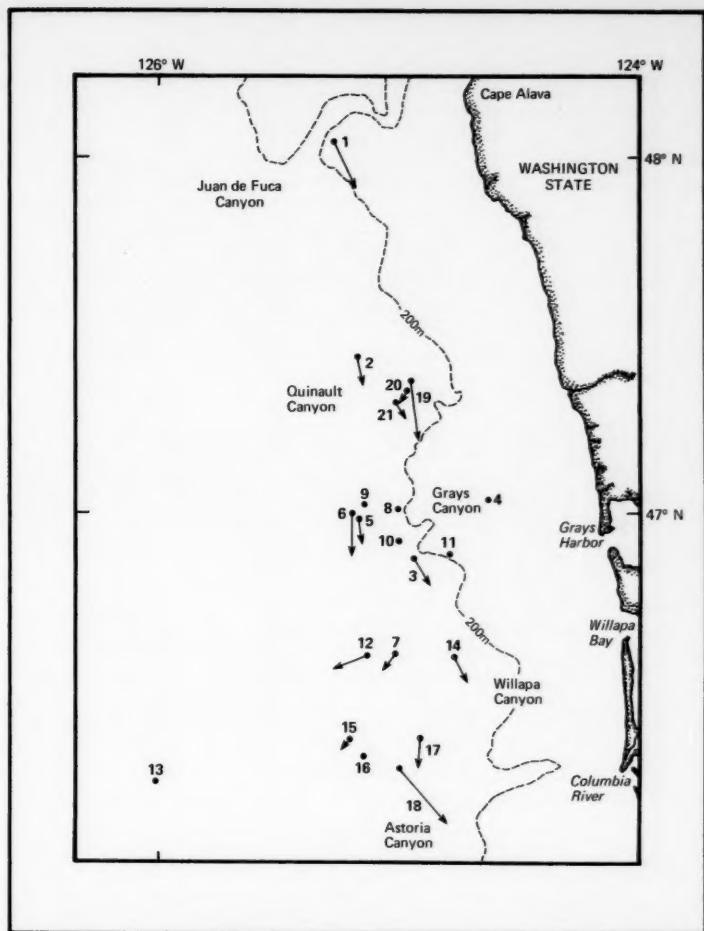 126° W
124° W
Cape Alava
1
48° N
WASHINGTON
STATE
Juan de Fuca
Canyon
200m
2
20
19
Quinault
Canyon
21
9
8
Grays
Canyon
4
6
5
47° N
10
11
Grays
Harbor
3
200m
Willapa
Bay
12
7
14
Willapa
Canyon
15
17
16
13
Columbia
River
18
Astoria
Canyon